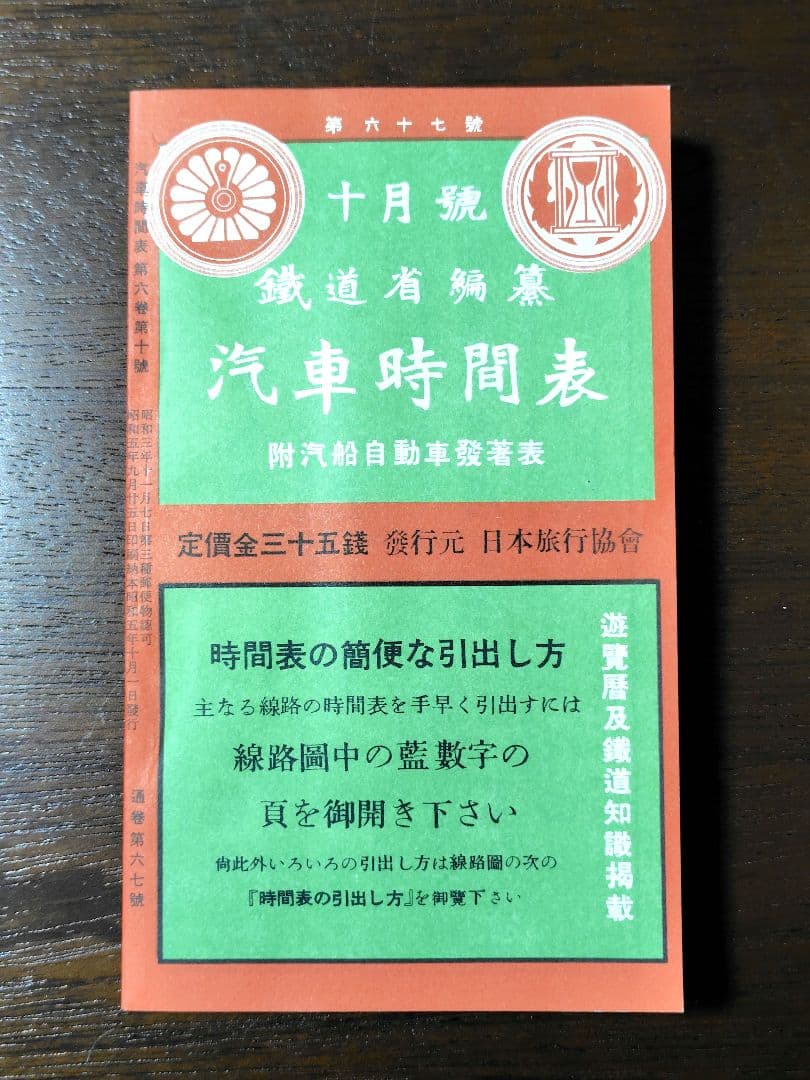 第六十七號
十月號
鐵道省編纂
汽車時間表
附汽船自動車發著表
定價金三十五錢 發行元 日本旅行協會
時間表の簡便な引出し方
主なる線路の時間表を手早く引出すには
線路圖中の藍數字の
頁を御開き下さい
尙此外いろいろの引出し方は線路圖の次の
『時間表の引出し方』を御覽下さい
遊覽曆及鐵道知識揭載
汽車時間表 第六卷第十號
昭和三年十一月七日第三種郵便物認可
昭和五年九月廿五日印刷納本昭和五年十月一日發行
通卷第六七號